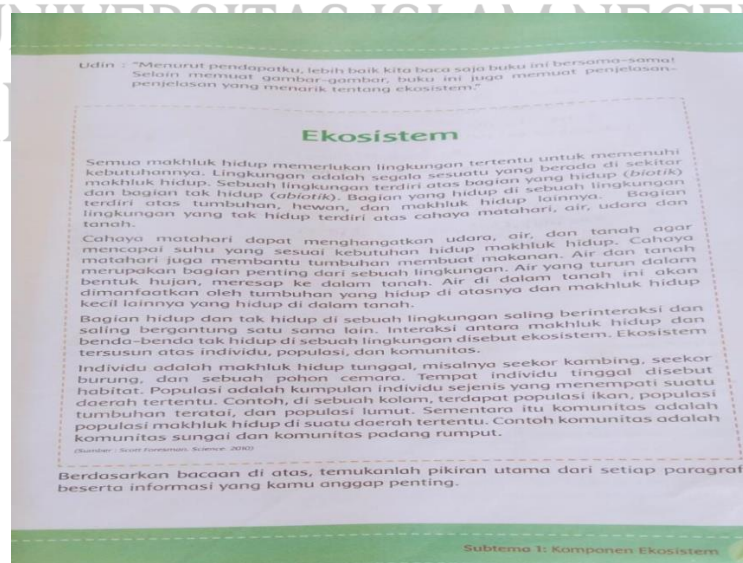 UNIVERSITAS ISLAM NEGERI
Udin : "Menurut pendapatku, lebih baik kita baca saja buku ini bersama-sama!
Selain memuat gambar-gambar, buku ini juga memuat penjelasan-
penjelasan yang menarik tentang ekosistem."
Ekosistem
Semua makhluk hidup memerlukan lingkungan tertentu untuk memenuhi
kebutuhannya. Lingkungan adalah segala sesuatu yang berada di sekitar
makhluk hidup. Sebuah lingkungan terdiri atas bagian yang hidup (biotik)
dan bagian tak hidup (abiotik). Bagian yang hidup di sebuah lingkungan
terdiri atas tumbuhan, hewan, dan makhluk hidup lainnya. Bagian
lingkungan yang tak hidup terdiri atas cahaya matahari, air, udara dan
tanah.
Cahaya matahari dapat menghangatkan udara, air, dan tanah agar
mencapai suhu yang sesuai kebutuhan hidup makhluk hidup. Cahaya
matahari juga membantu tumbuhan membuat makanan. Air dan tanah
merupakan bagian penting dari sebuah lingkungan. Air yang turun dalam
bentuk hujan, meresap ke dalam tanah. Air di dalam tanah ini akan
dimanfaatkan oleh tumbuhan yang hidup di atasnya dan makhluk hidup
kecil lainnya yang hidup di dalam tanah.
Bagian hidup dan tak hidup di sebuah lingkungan saling berinteraksi dan
saling bergantung satu sama lain. Interaksi antara makhluk hidup dan
benda-benda tak hidup di sebuah lingkungan disebut ekosistem. Ekosistem
tersusun atas individu, populasi, dan komunitas.
Individu adalah makhluk hidup tunggal, misalnya seekor kambing, seekor
burung, dan sebuah pohon cemara. Tempat individu tinggal disebut
habitat. Populasi adalah kumpulan individu sejenis yang menempati suatu
daerah tertentu. Contoh, di sebuah kolam, terdapat populasi ikan, populasi
tumbuhan teratai, dan populasi lumut. Sementara itu komunitas adalah
populasi makhluk hidup di suatu daerah tertentu. Contoh komunitas adalah
komunitas sungai dan komunitas padang rumput.
(Sumber : Scott Foresman, Science, 2010)
Berdasarkan bacaan di atas, temukanlah pikiran utama dari setiap paragraf
beserta informasi yang kamu anggap penting.
Subtema 1: Komponen Ekosistem